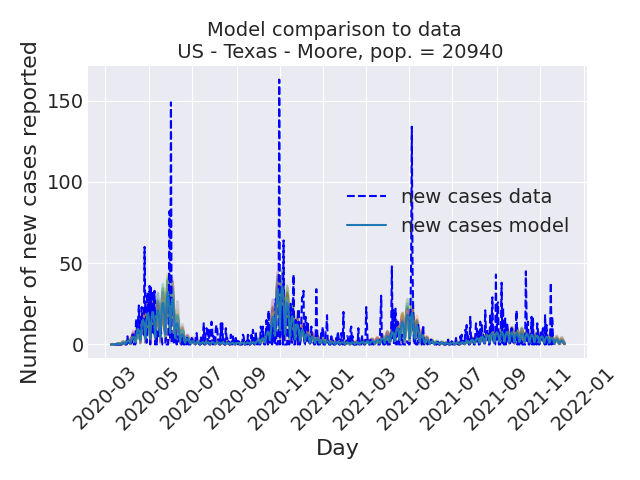 Model comparison to data
US - Texas - Moore, pop. = 20940
Number of new cases reported
150
100
50
0
new cases data
new cases model
2020-03
2020-05
2020-07
2020-09
2020-11
2021-01
2021-03
2021-05
2021-07
2021-09
2021-11
2022-01
Day